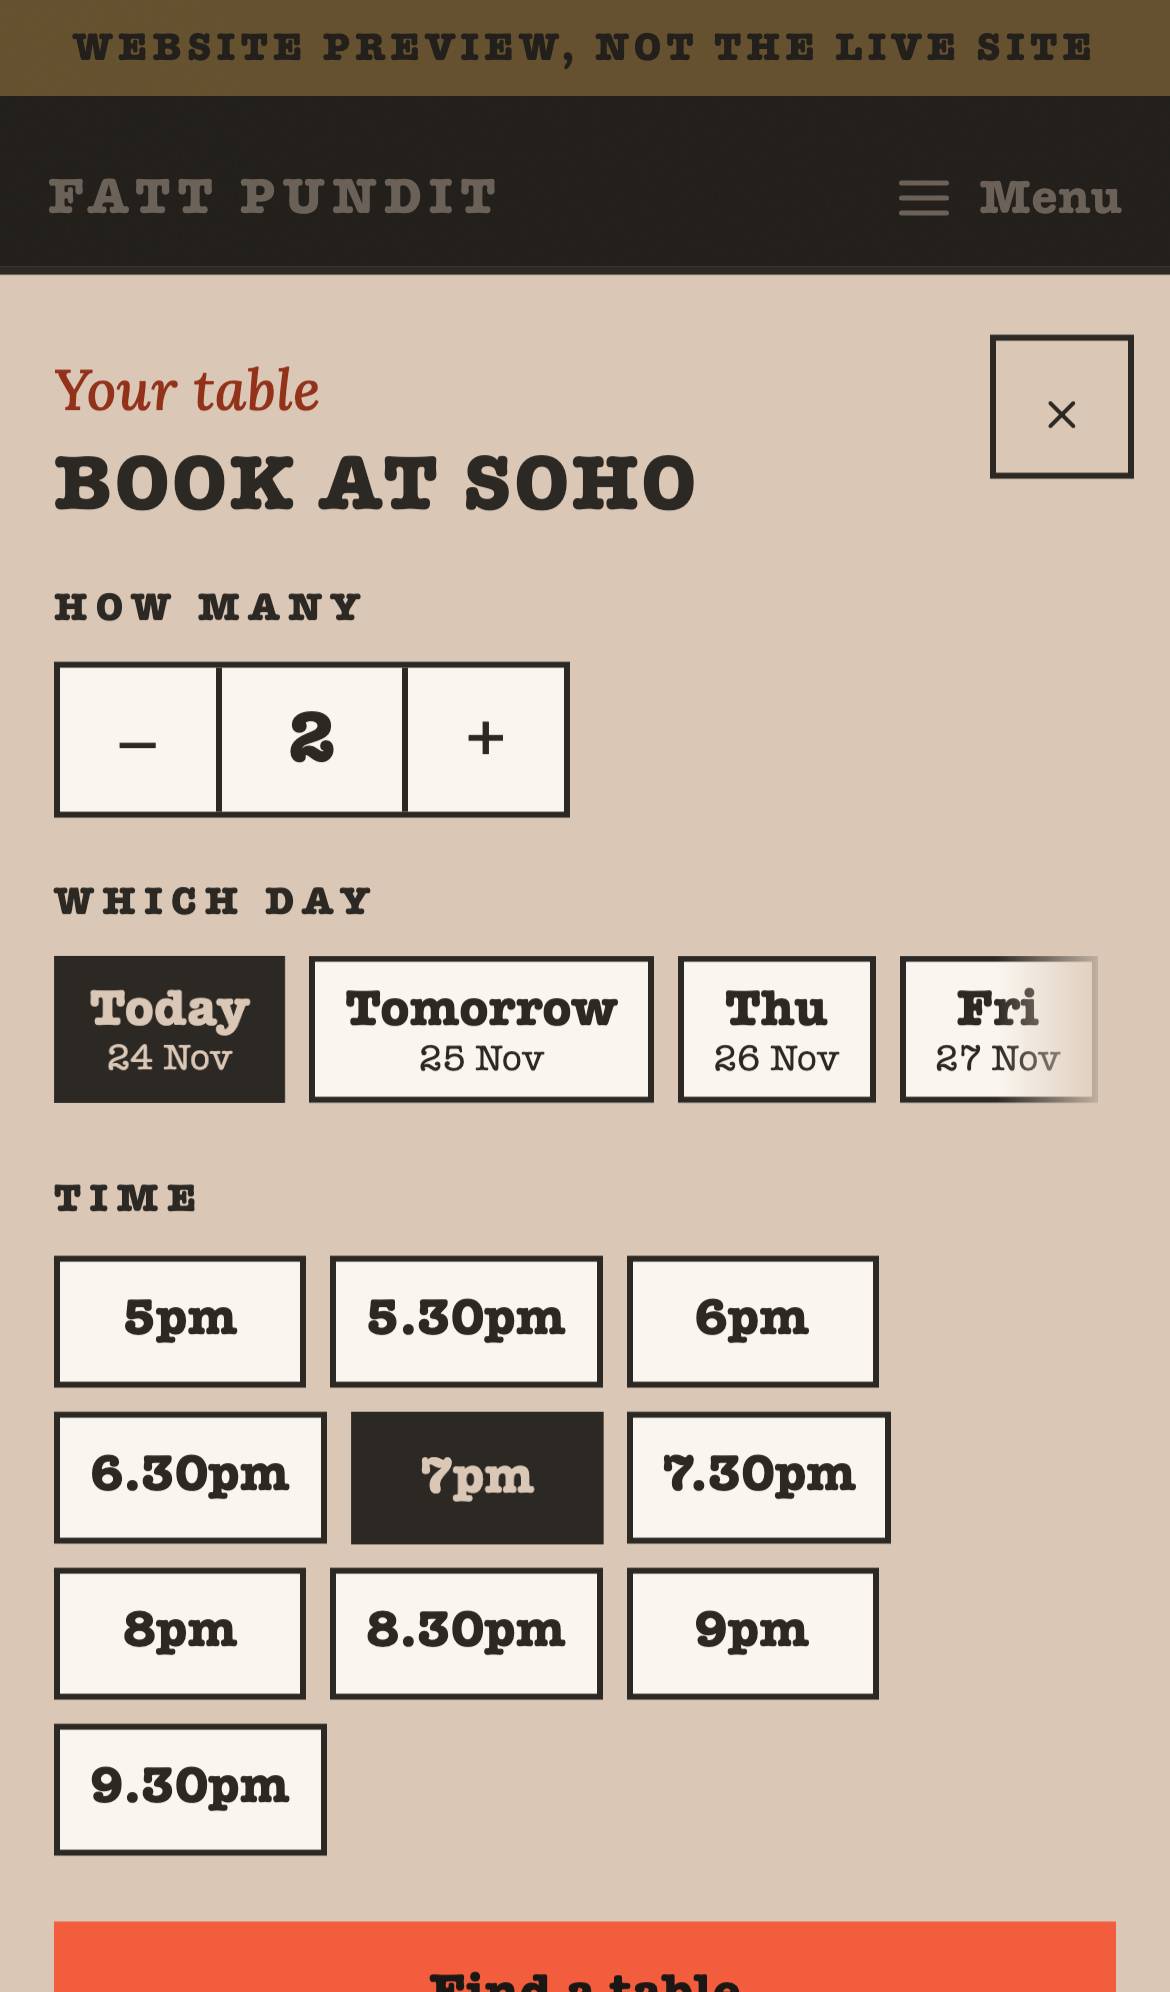 WEBSITE PREVIEW, NOT THE LIVE SITE
FATT PUNDIT
Menu
Your table
BOOK AT SOHO
×
HOW MANY
– 2 +
WHICH DAY
Today Tomorrow Thu Fri
24 Nov 25 Nov 26 Nov 27 Nov
TIME
5pm 5.30pm 6pm
6.30pm 7pm 7.30pm
8pm 8.30pm 9pm
9.30pm
Find a table